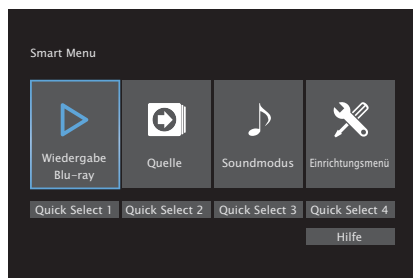 Smart Menu
Wiedergabe
Blu-ray
Quelle
Soundmodus
Einrichtungsmenü
Quick Select 1
Quick Select 2
Quick Select 3
Quick Select 4
Hilfe